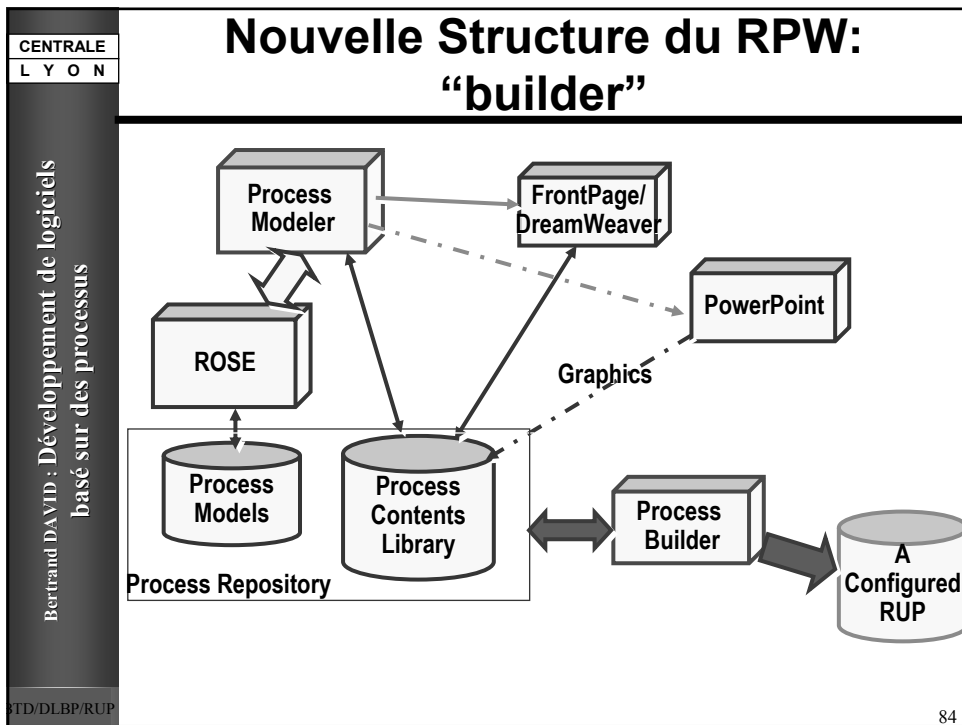 CENTRALE
L Y O N
Nouvelle Structure du RPW:
“builder”
Bertrand DAVID : Développement de logiciels
basé sur des processus
Process
Modeler
FrontPage/
DreamWeaver
PowerPoint
ROSE
Graphics
Process
Models
Process
Contents
Library
Process Repository
Process
Builder
A
Configured
RUP
BTD/DLBP/RUP
84